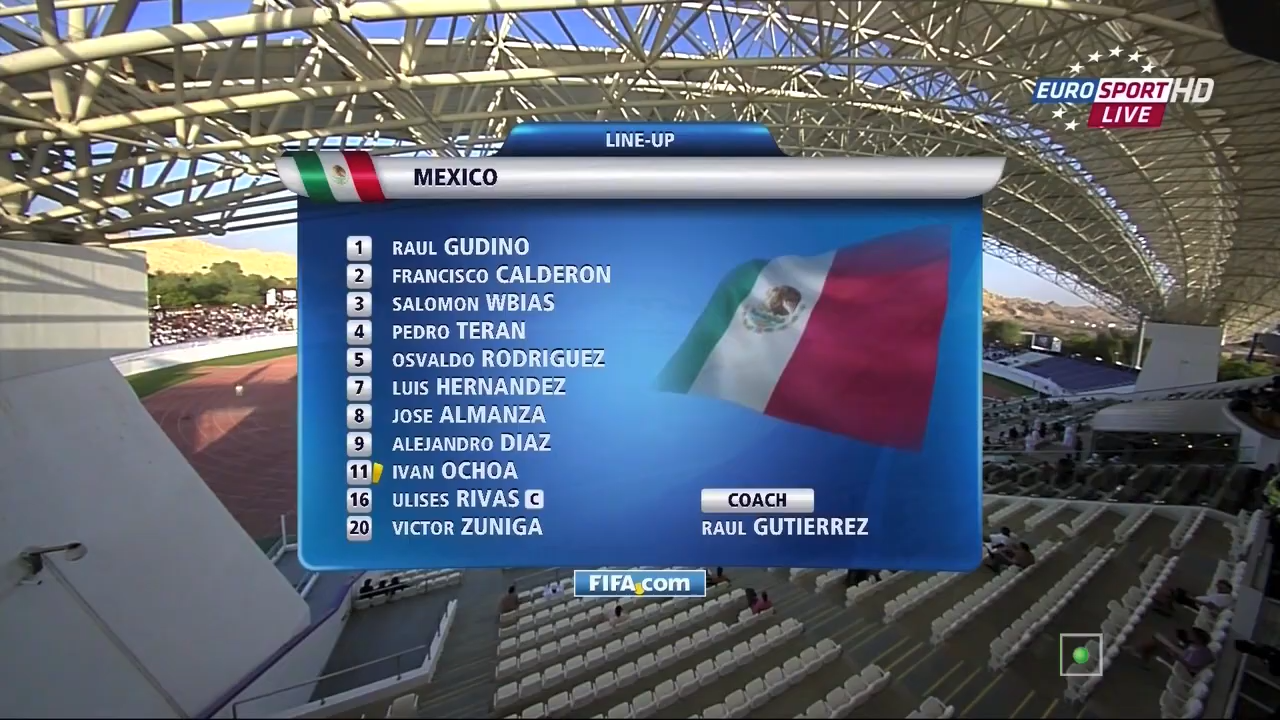 EUROSPORT HD
LIVE
LINE-UP
MEXICO
1 RAUL GUDINO
2 FRANCISCO CALDERON
3 SALOMON WBIAS
4 PEDRO TERAN
5 OSVALDO RODRIGUEZ
7 LUIS HERNANDEZ
8 JOSE ALMANZA
9 ALEJANDRO DIAZ
11 IVAN OCHOA
16 ULISES RIVAS C
20 VICTOR ZUNIGA
COACH
RAUL GUTIERREZ
FIFA.com